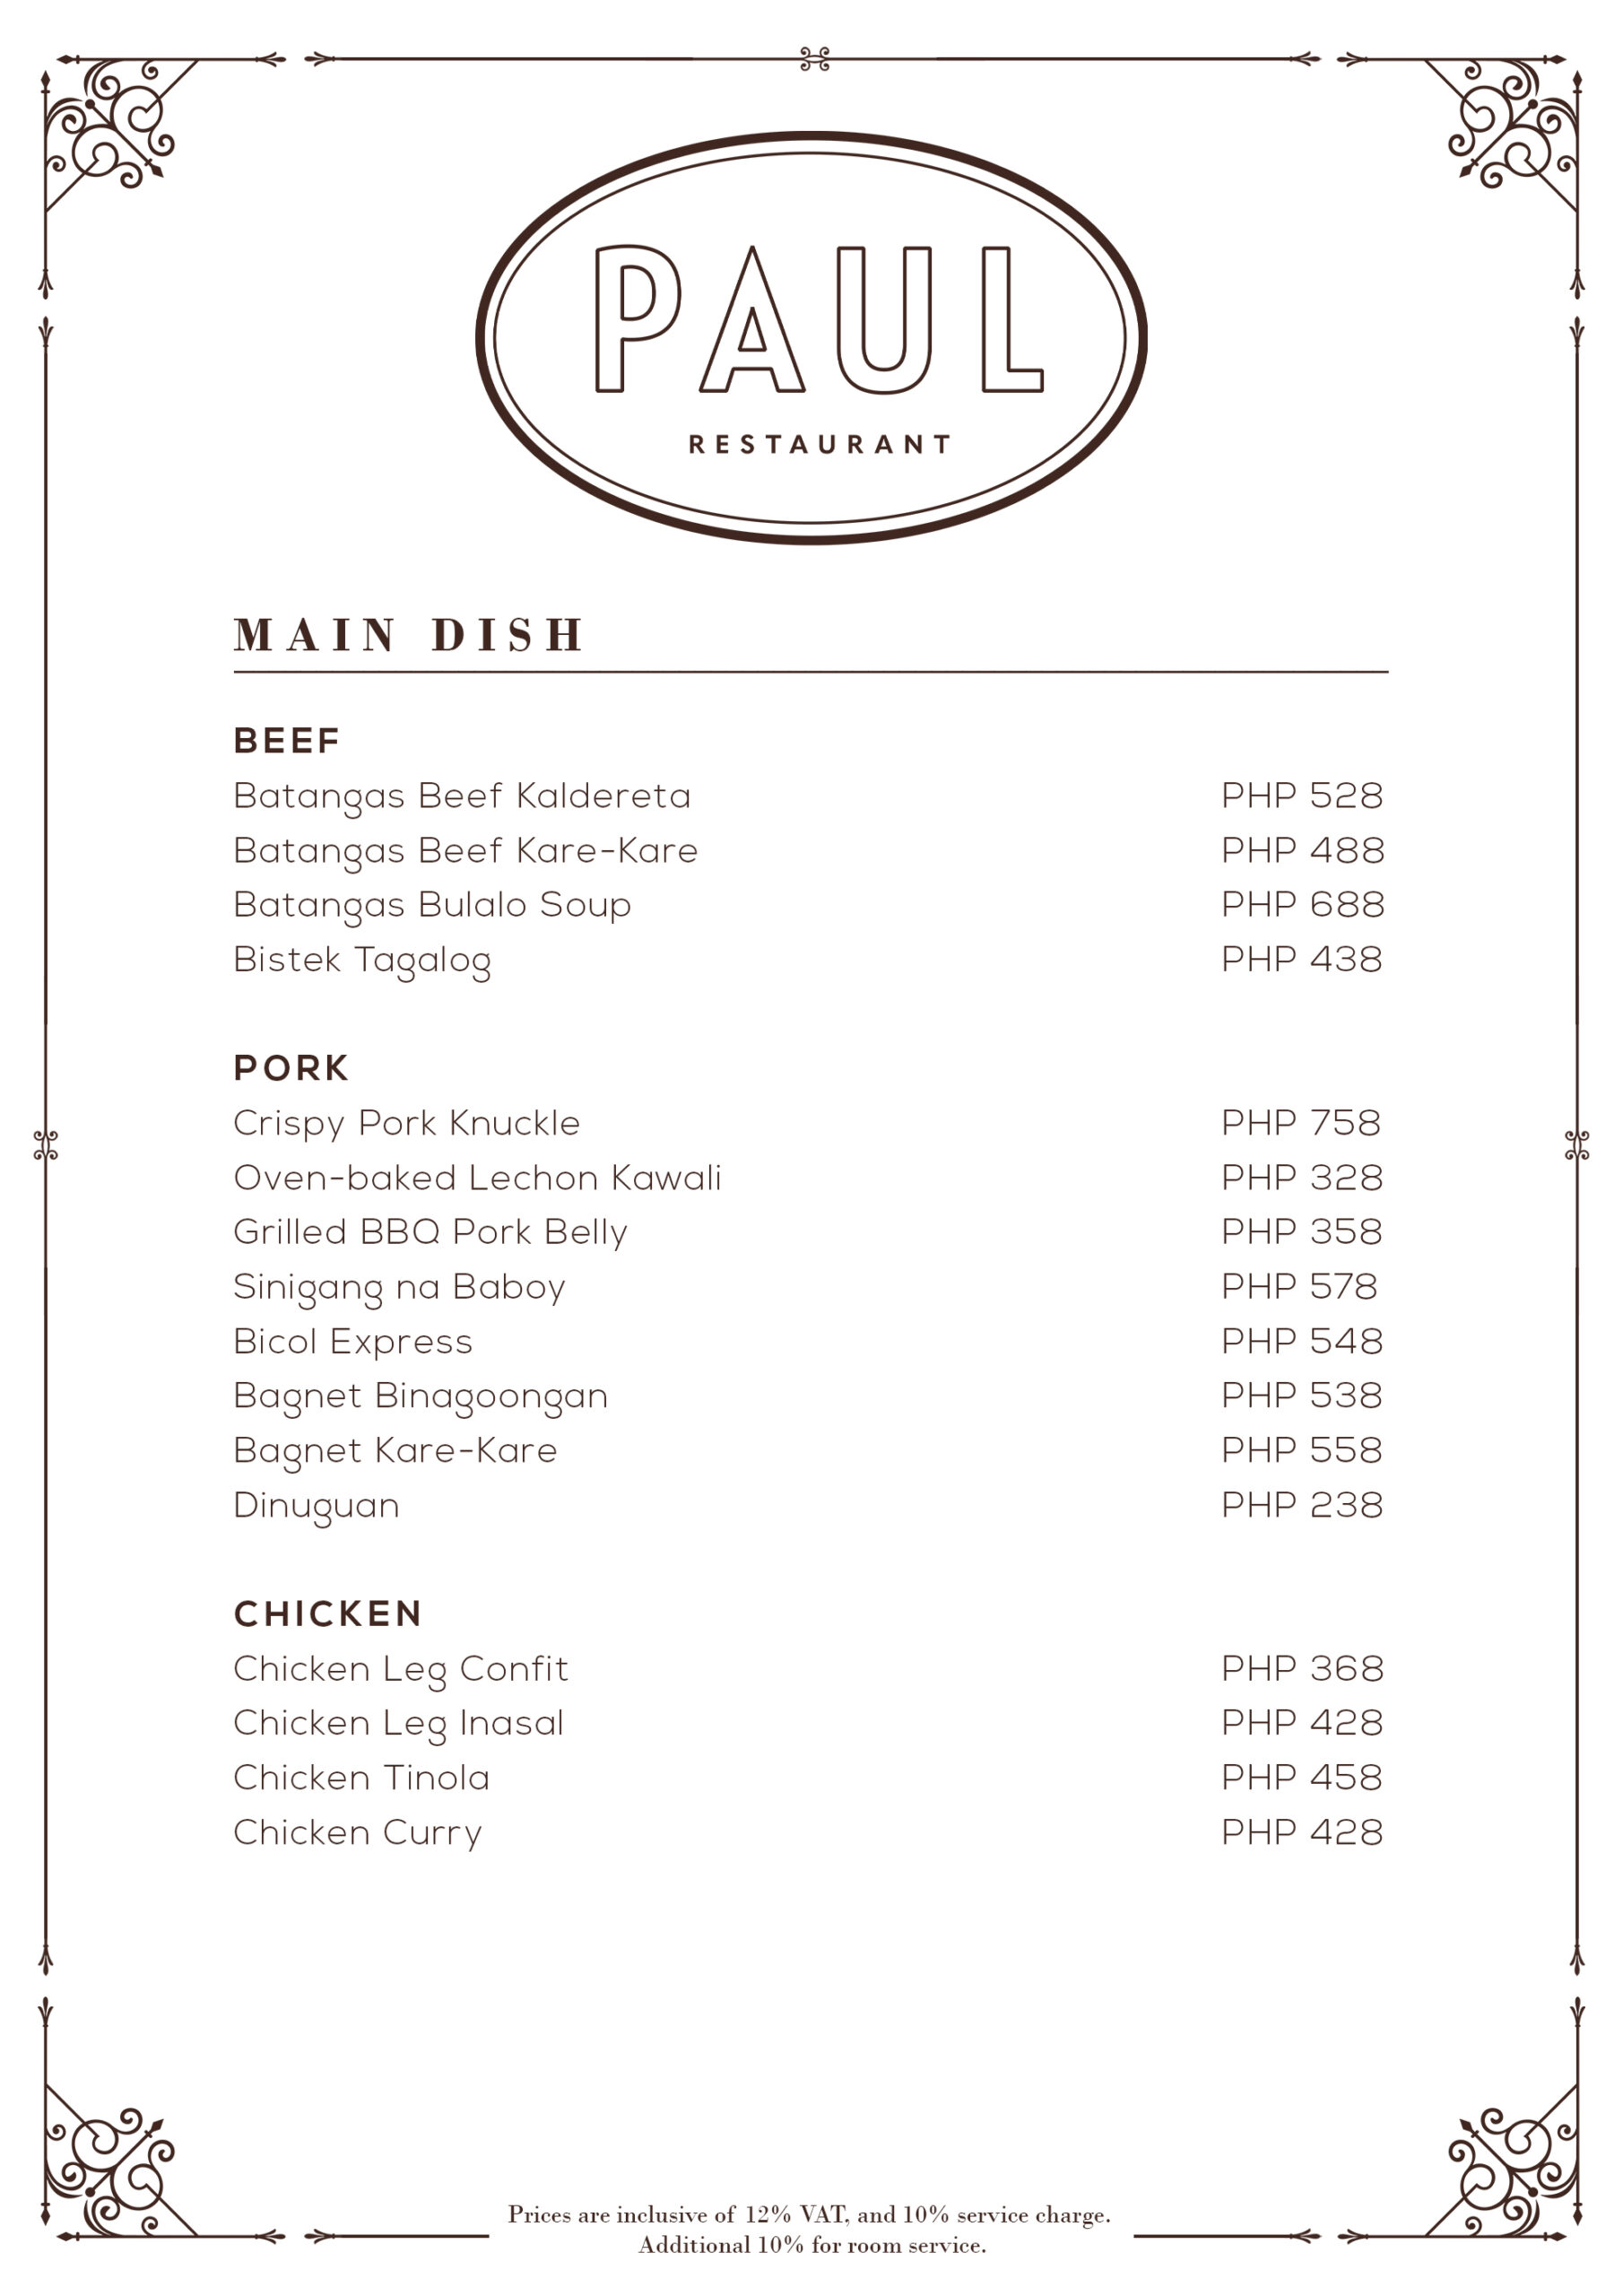 PAUL
RESTAURANT
MAIN DISH
BEEF
Batangas Beef Kaldereta PHP 528
Batangas Beef Kare-Kare PHP 488
Batangas Bulalo Soup PHP 688
Bistek Tagalog PHP 438
PORK
Crispy Pork Knuckle PHP 758
Oven-baked Lechon Kawali PHP 328
Grilled BBQ Pork Belly PHP 358
Sinigang na Baboy PHP 578
Bicol Express PHP 548
Bagnet Binagoongan PHP 538
Bagnet Kare-Kare PHP 558
Dinuguan PHP 238
CHICKEN
Chicken Leg Confit PHP 368
Chicken Leg Inasal PHP 428
Chicken Tinola PHP 458
Chicken Curry PHP 428
Prices are inclusive of 12% VAT, and 10% service charge.
Additional 10% for room service.